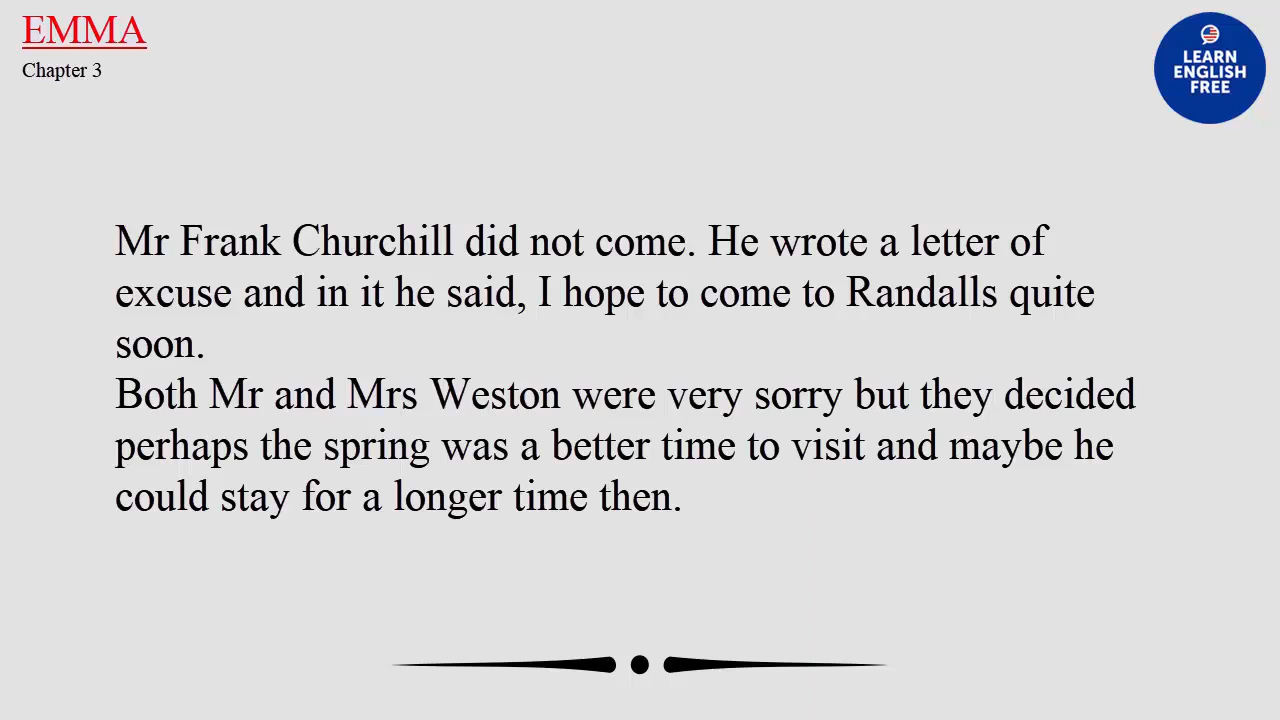 EMMA
Chapter 3
LEARN
ENGLISH
FREE
Mr Frank Churchill did not come. He wrote a letter of
excuse and in it he said, I hope to come to Randalls quite
soon.
Both Mr and Mrs Weston were very sorry but they decided
perhaps the spring was a better time to visit and maybe he
could stay for a longer time then.